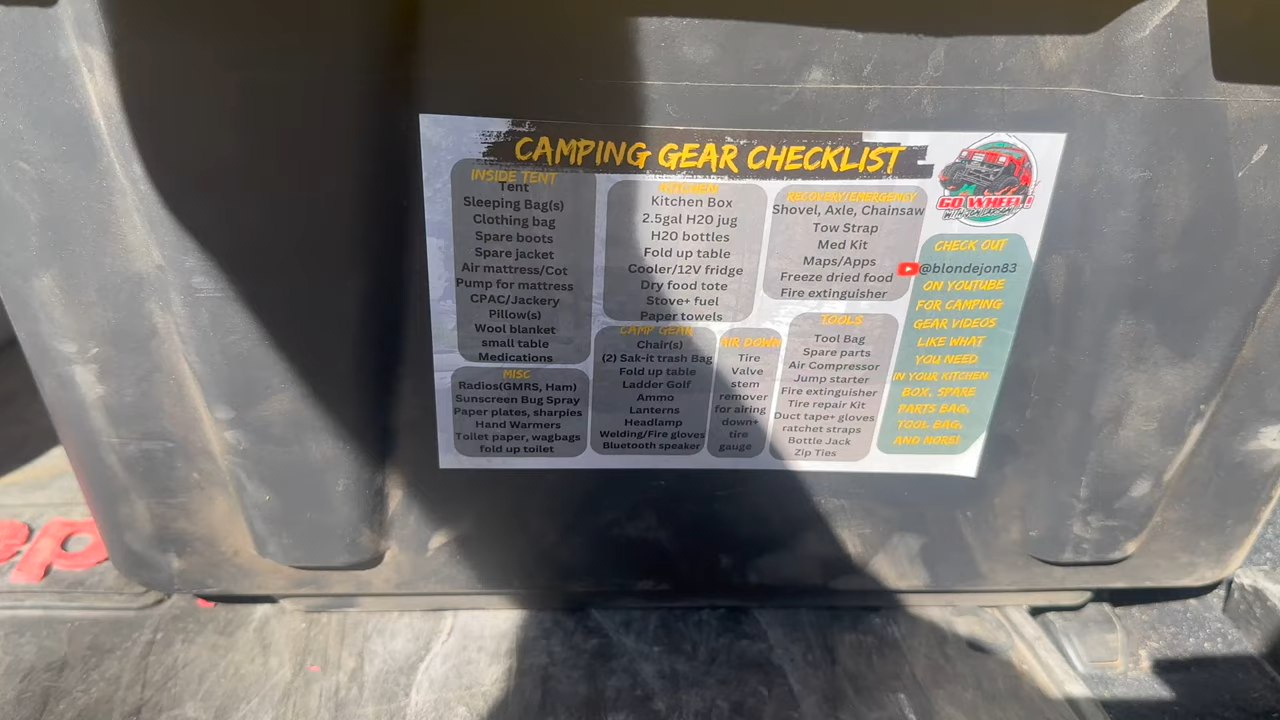 CAMPING GEAR CHECKLIST
INSIDE TENT
Tent
Sleeping Bag(s)
Clothing bag
Spare boots
Spare jacket
Air mattress/Cot
Pump for mattress
CPAC/Jackery
Pillow(s)
Wool blanket
small table
Medications
MISC
Radios(GMRS, Ham)
Sunscreen Bug Spray
Paper plates, sharpies
Hand Warmers
Toilet paper, wagbags
fold up toilet
KITCHEN
Kitchen Box
2.5gal H20 jug
H20 bottles
Fold up table
Cooler/12V fridge
Dry food tote
Stove+ fuel
Paper towels
CAMP GEAR
Chair(s)
(2) Sak-it trash Bag
Fold up table
Ladder Golf
Ammo
Lanterns
Headlamp
Welding/Fire gloves
Bluetooth speaker
AIR DOWN
Tire
Valve
stem
remover
for airing
down+
tire
gauge
RECOVERY/EMERGENCY
Shovel, Axle, Chainsaw
Tow Strap
Med Kit
Maps/Apps
Freeze dried food
Fire extinguisher
TOOLS
Tool Bag
Spare parts
Air Compressor
Jump starter
Fire extinguisher
Tire repair Kit
Duct tape+ gloves
ratchet straps
Bottle Jack
Zip Ties
GO WHEEL!
CHECK OUT
@blondejon83
ON YOUTUBE
FOR CAMPING
GEAR VIDEOS
LIKE WHAT
YOU NEED
IN YOUR KITCHEN
BOX, SPARE
PARTS BAG,
TOOL BAG,
AND MORE!